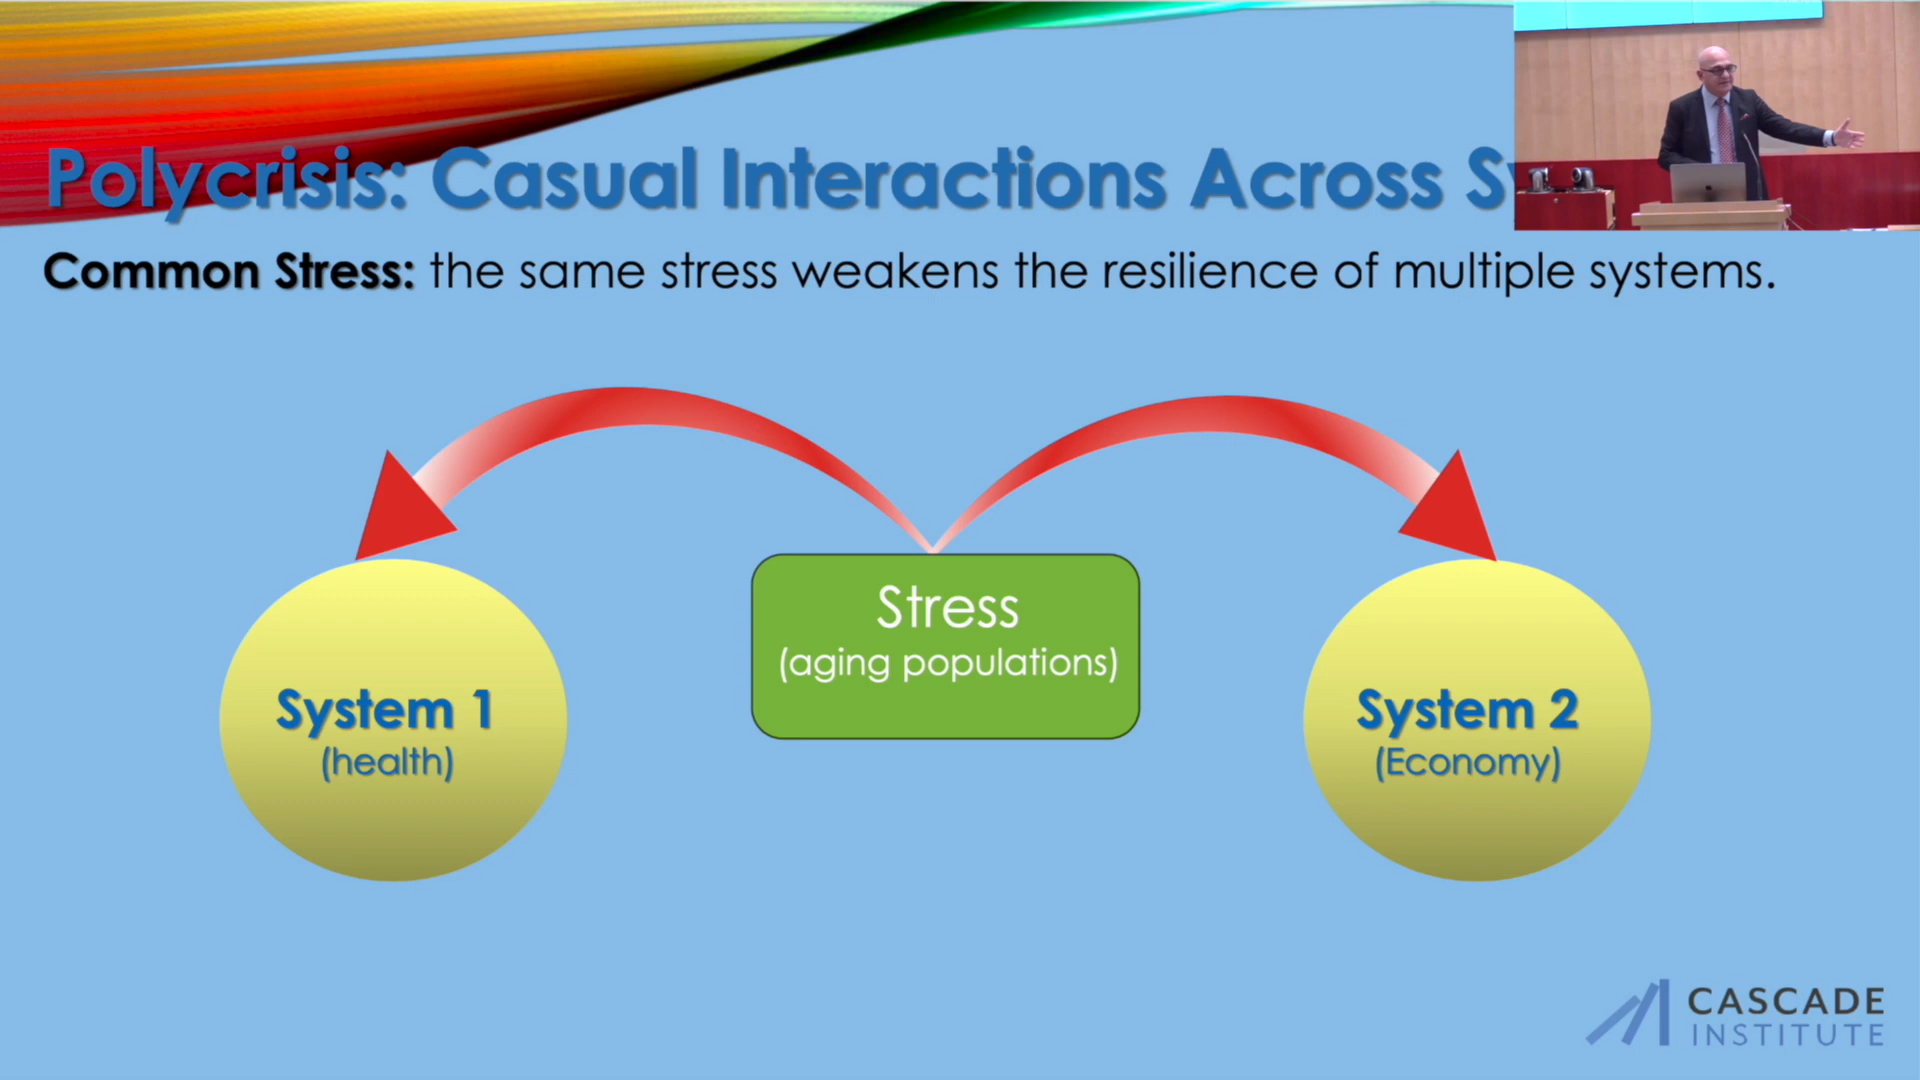 Polycrisis: Casual Interactions Across
Common Stress: the same stress weakens the resilience of multiple systems.
Stress
(aging populations)
System 1
(health)
System 2
(Economy)
CASCADE
INSTITUTE